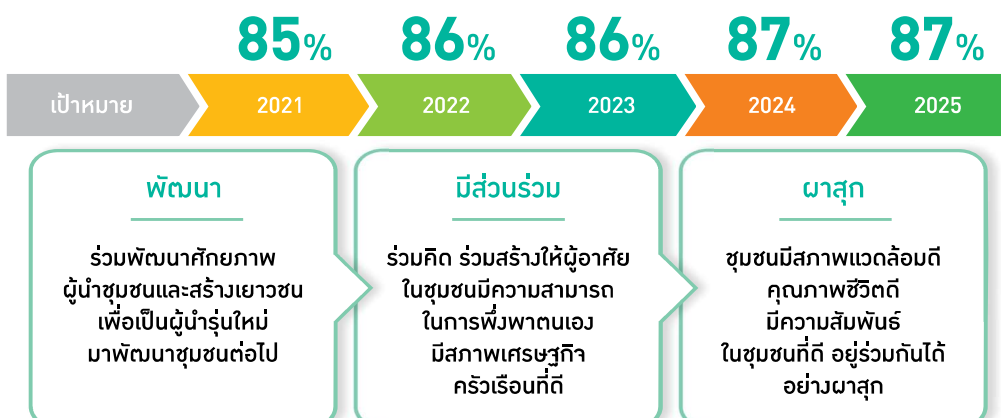 85% 86% 86% 87% 87%
เป้าหมาย 2021 2022 2023 2024 2025
พัฒนา
ร่วมพัฒนาศักยภาพ
ผู้นำชุมชนและสร้างเยาวชน
เพื่อเป็นผู้นำรุ่นใหม่
มาพัฒนาชุมชนต่อไป
มีส่วนร่วม
ร่วมคิด ร่วมสร้างให้ผู้อาศัย
ในชุมชนมีความสามารถ
ในการพึ่งพาตนเอง
มีสภาพเศรษฐกิจ
ครัวเรือนที่ดี
ผาสุก
ชุมชนมีสภาพแวดล้อมดี
คุณภาพชีวิตดี
มีความสัมพันธ์
ในชุมชนที่ดี อยู่ร่วมกันได้
อย่างผาสุก